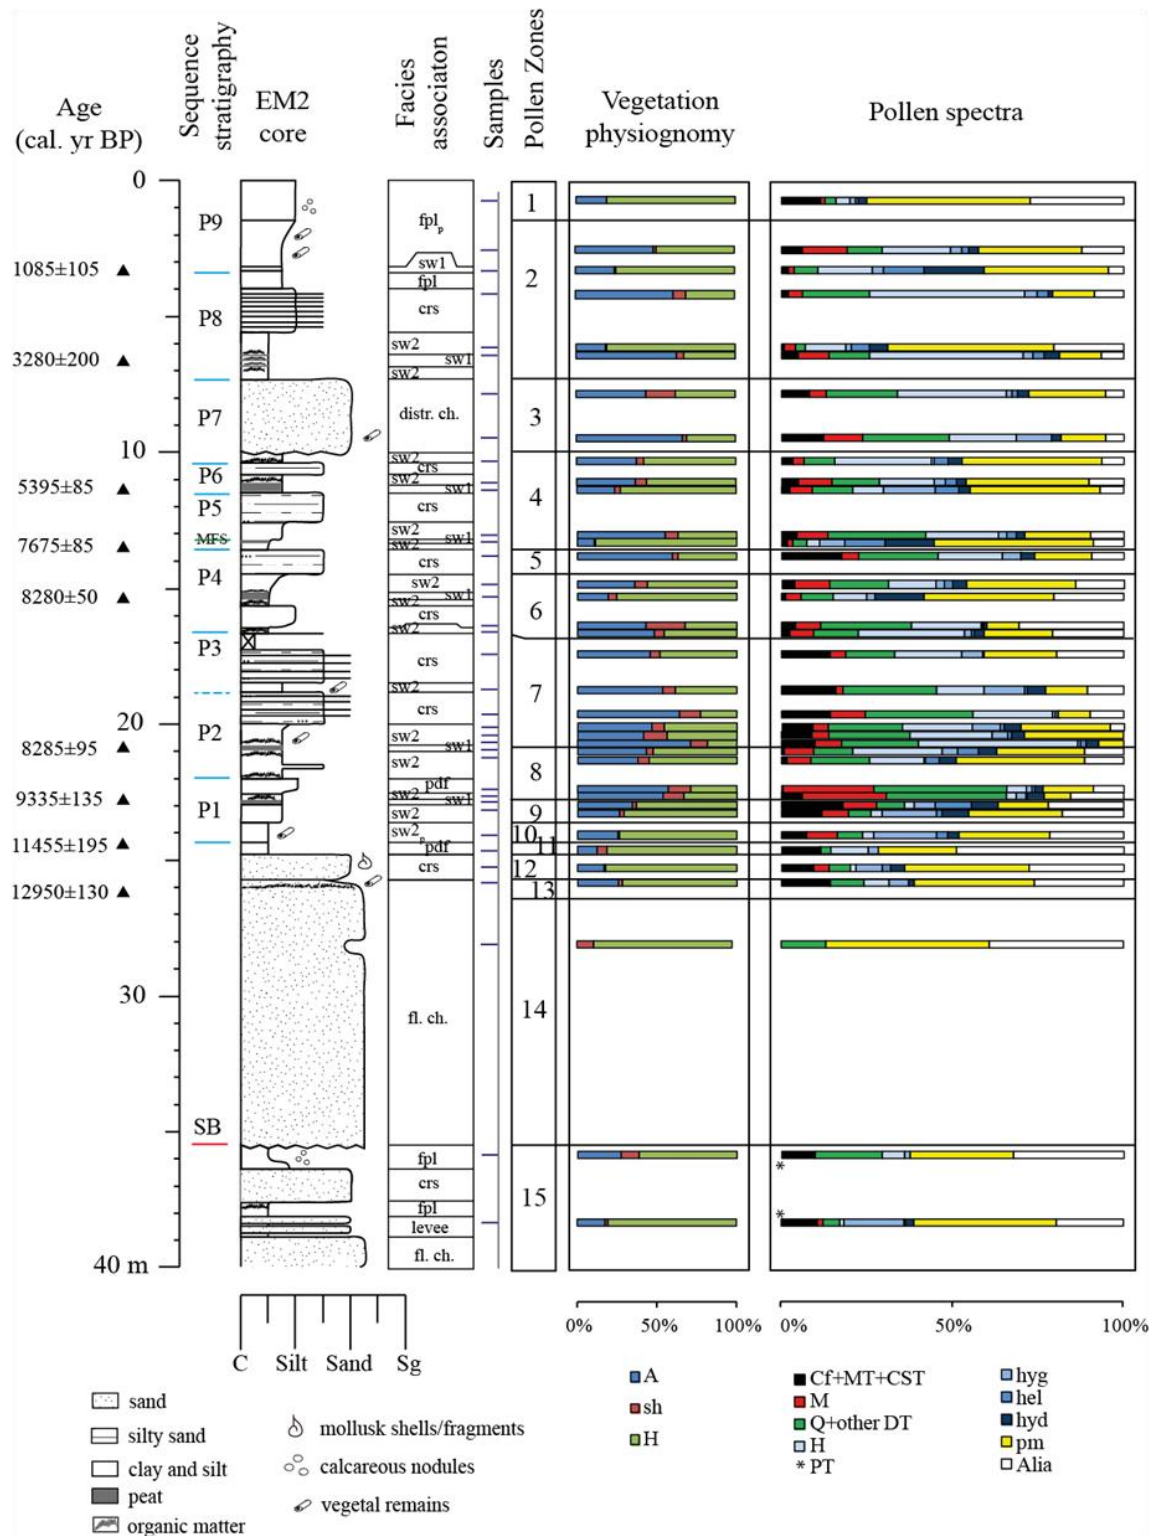 Age
(cal. yr BP)
Sequence
stratigraphy
EM2
core
Facies
associaton
Samples
Pollen Zones
Vegetation
physiognomy
Pollen spectra
0
10
20
30
40 m
1085±105
3280±200
5395±85
7675±85
8280±50
8285±95
9335±135
11455±195
12950±130
P9
P8
P7
P6
P5
MFS
P4
P3
P2
P1
SB
fpl p
sw1
fpl
crs
sw2
sw1
sw2
distr. ch.
sw2
crs
sw2
sw1
crs
sw2
sw1
sw2
crs
sw2
sw1
sw2
crs
sw2
crs
sw2
crs
sw2
sw1
sw2
pdf
sw2
sw1
sw2
sw2 p
pdf
crs
fl. ch.
fpl
crs
fpl
levee
fl. ch.
1
2
3
4
5
6
7
8
9
10
11
12
13
14
15
*
*
C Silt Sand Sg
0% 50% 100%
0% 50% 100%
sand
silty sand
clay and silt
peat
organic matter
mollusk shells/fragments
calcareous nodules
vegetal remains
A
sh
H
Cf+MT+CST
M
Q+other DT
H
* PT
hyg
hel
hyd
pm
Alia